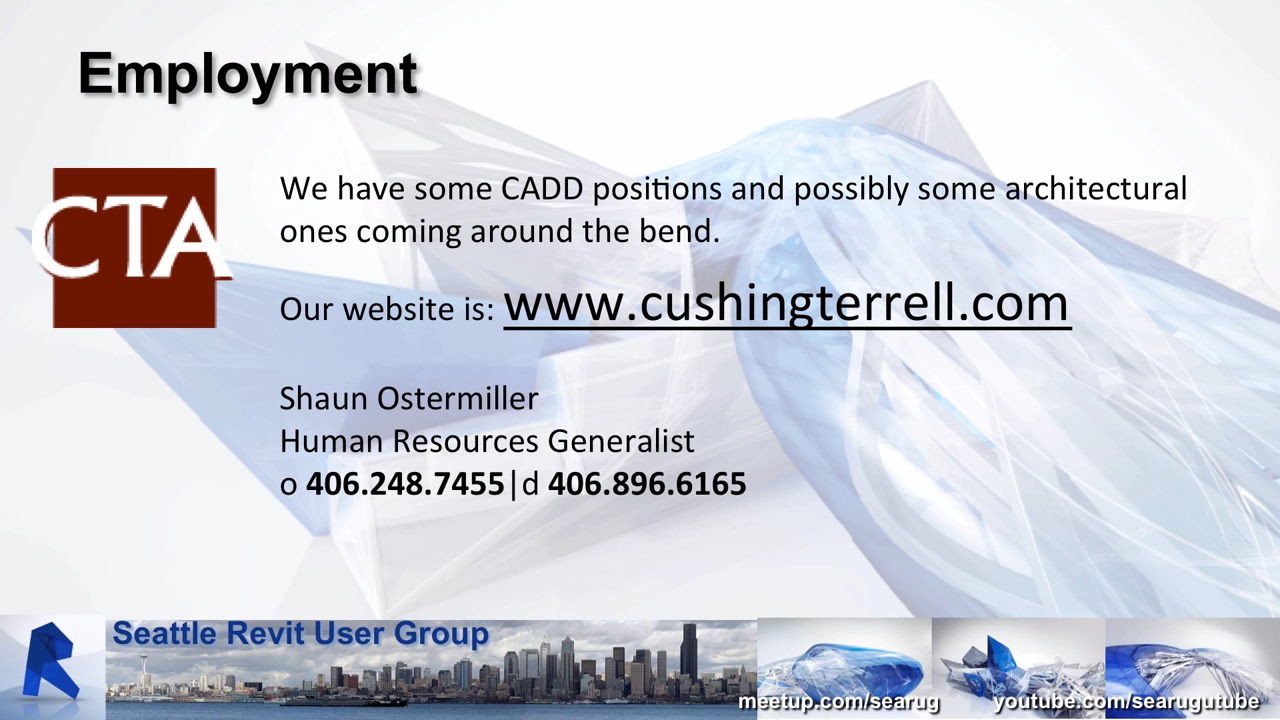 Employment
CTA
We have some CADD positions and possibly some architectural
ones coming around the bend.
Our website is: www.cushingterrell.com
Shaun Ostermiller
Human Resources Generalist
o 406.248.7455|d 406.896.6165
Seattle Revit User Group
meetup.com/searug
youtube.com/searugutube